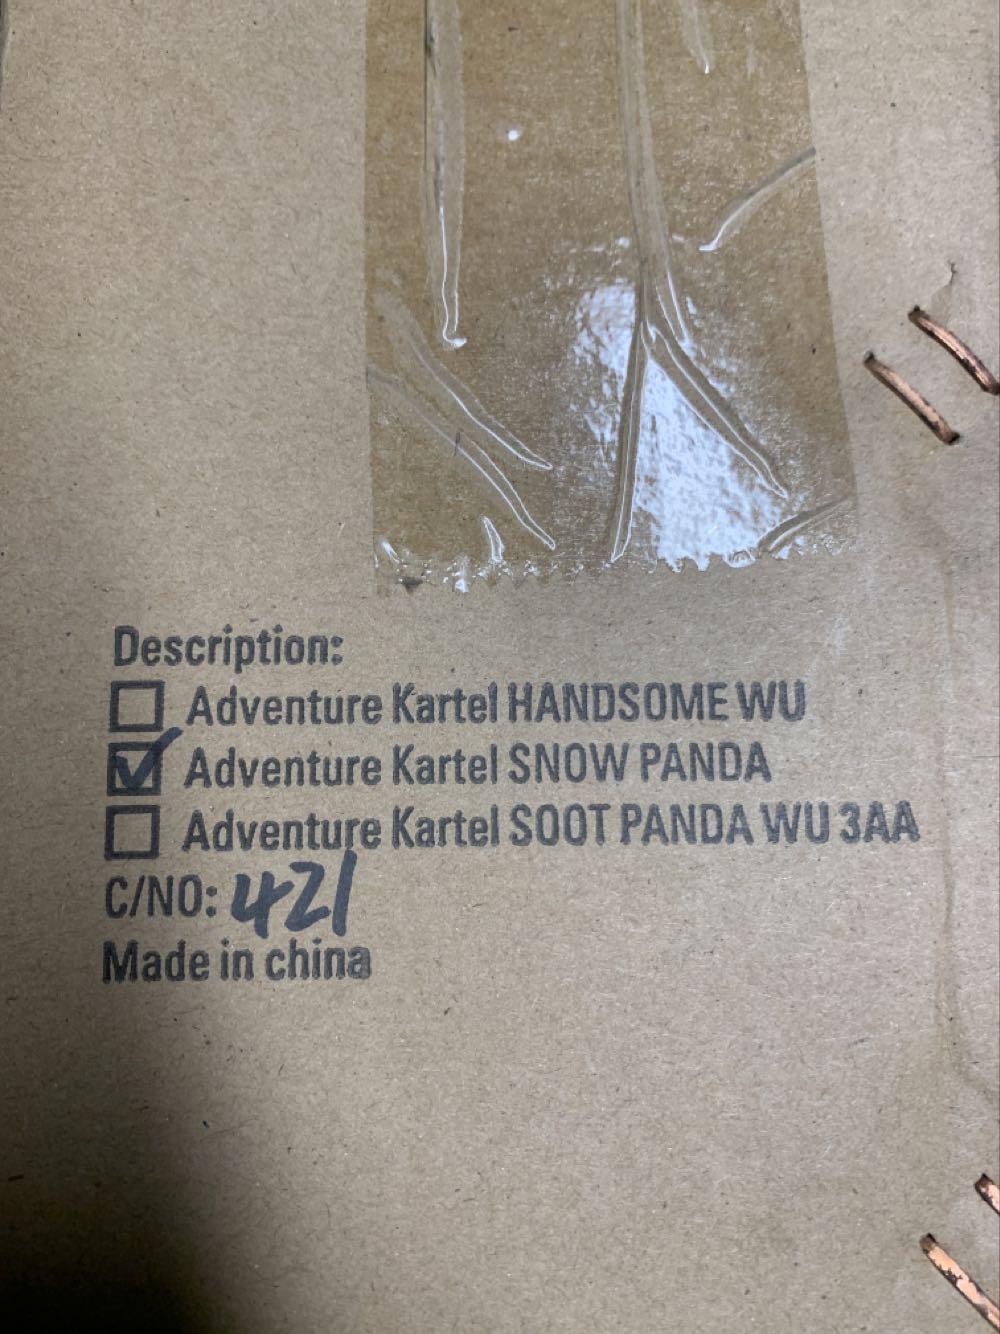 Description:
☐ Adventure Kartel HANDSOME WU
☑ Adventure Kartel SNOW PANDA
☐ Adventure Kartel SOOT PANDA WU 3AA
C/NO: 421
Made in china